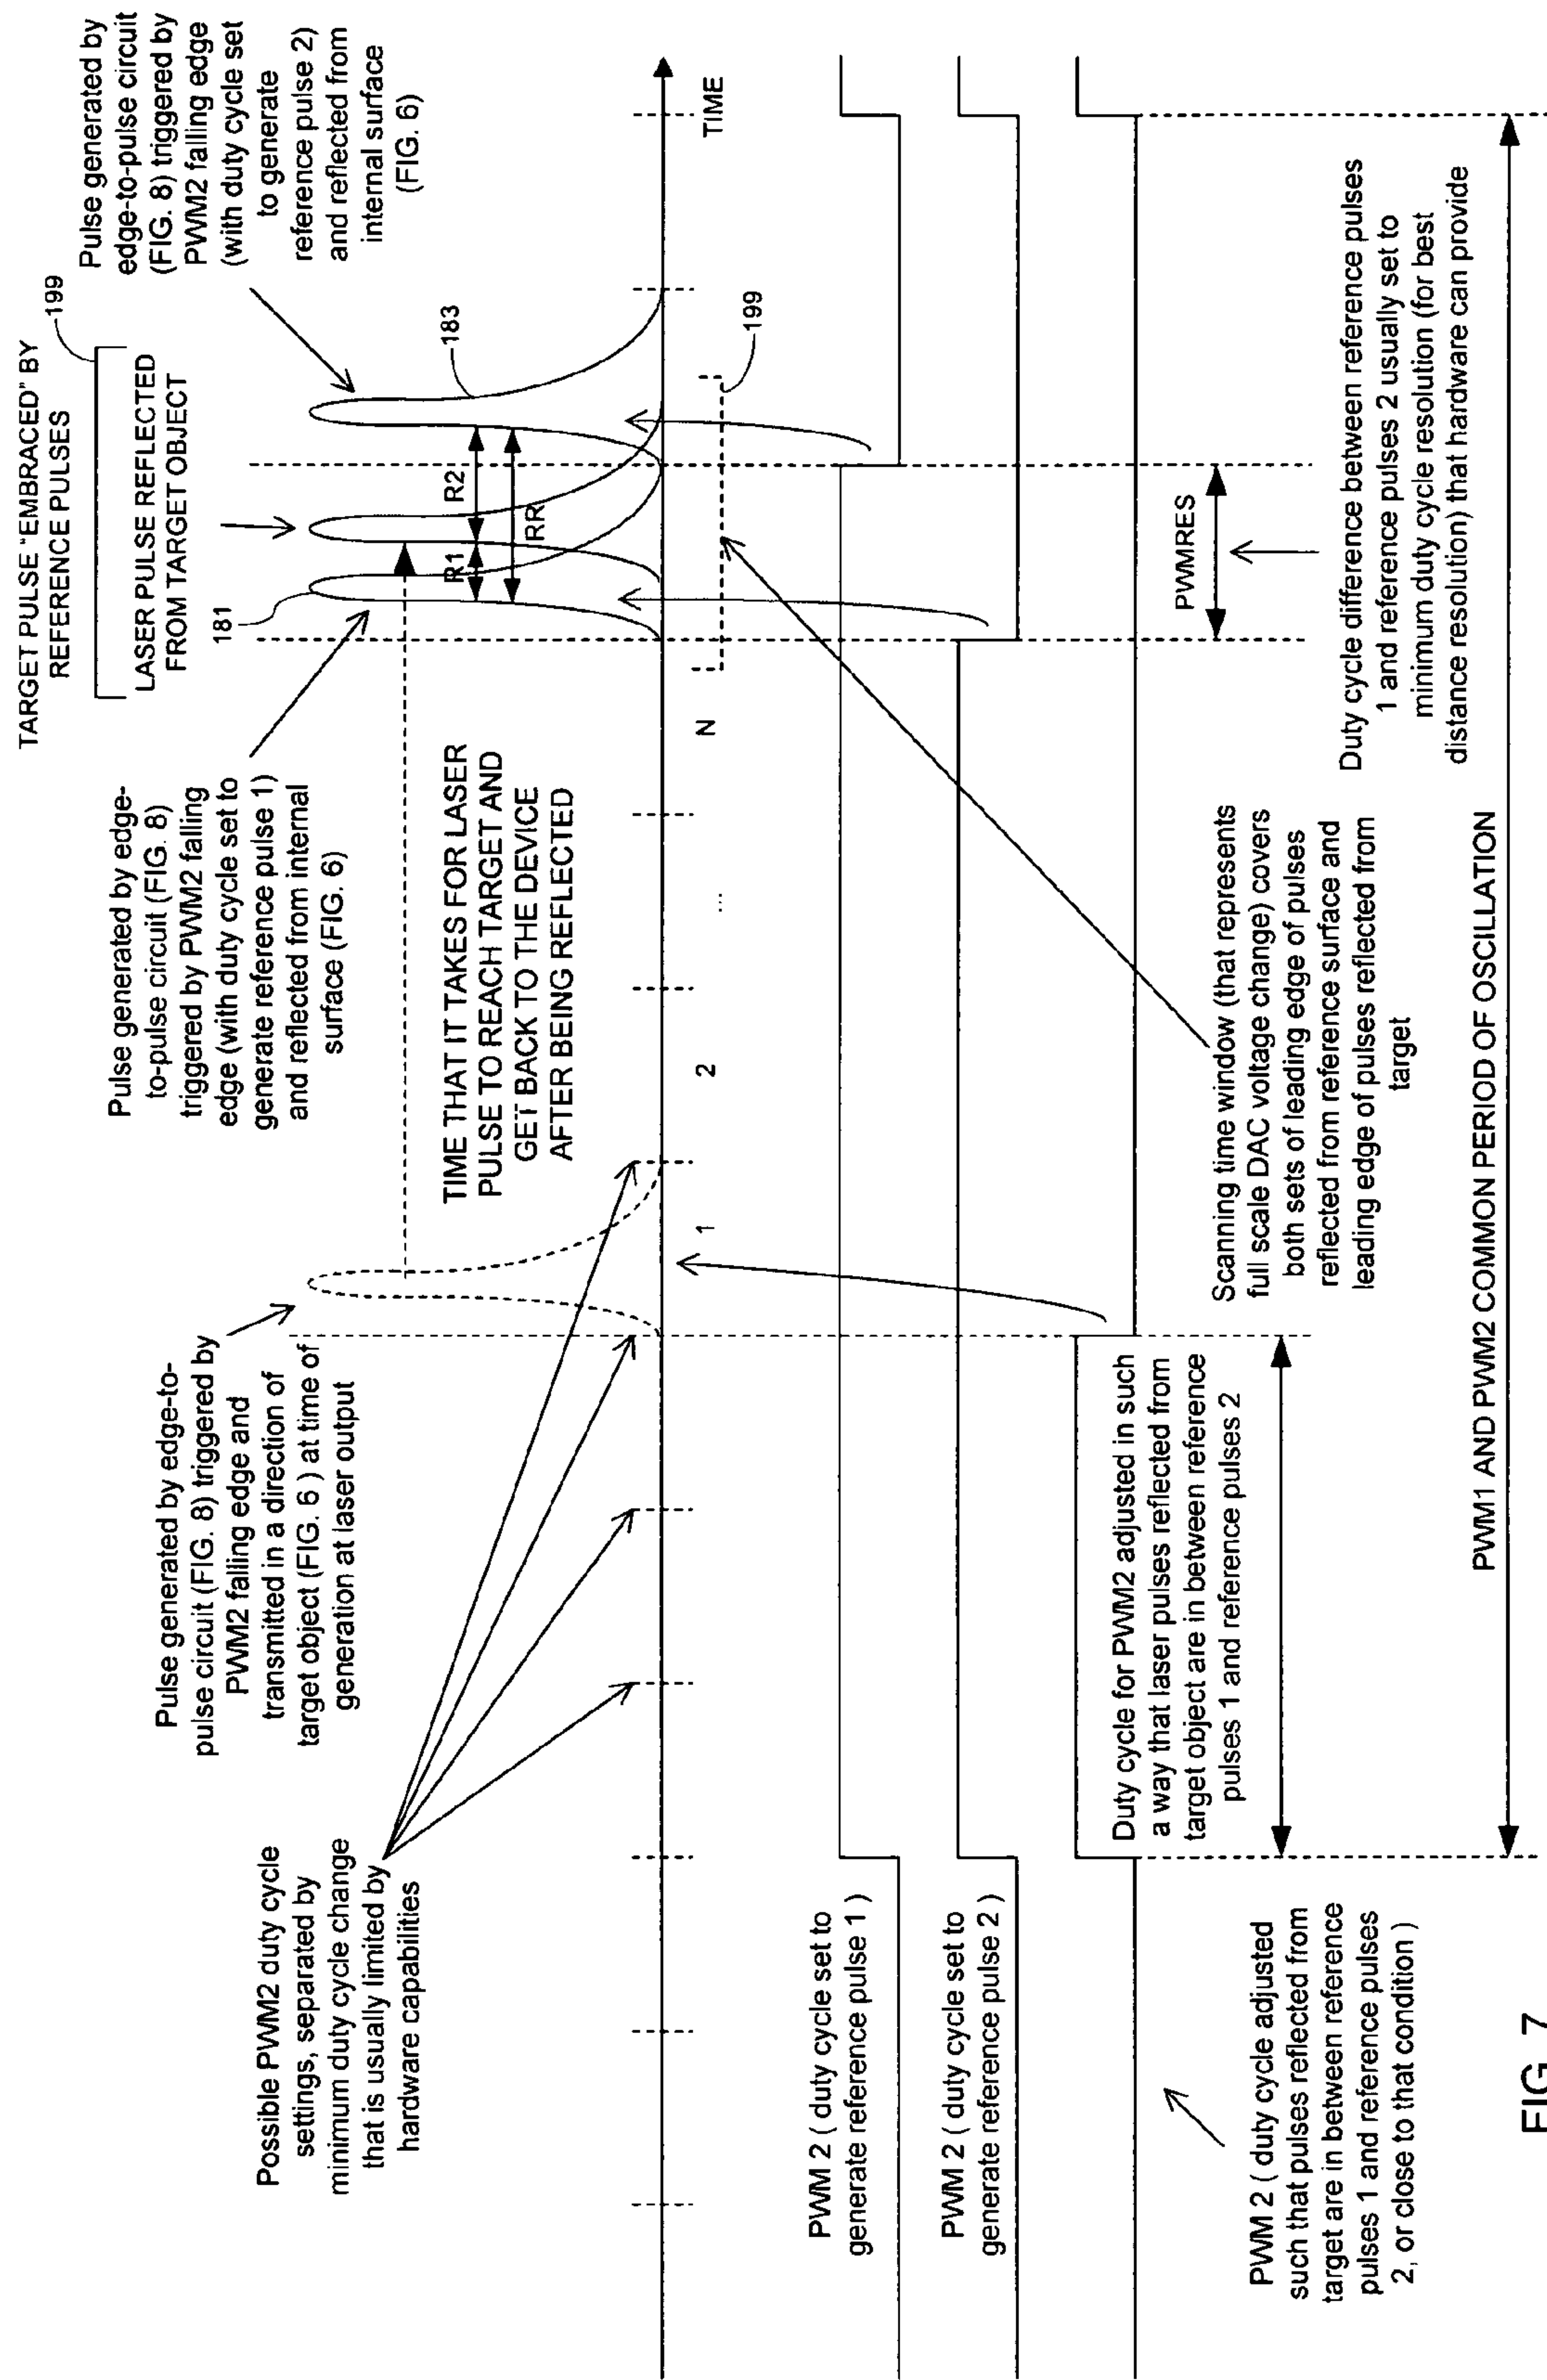 TARGET PULSE "EMBRACED" BY
REFERENCE PULSES
199
LASER PULSE REFLECTED
FROM TARGET OBJECT
181
183
R1
R2
RR
Pulse generated by
edge-to-pulse circuit
(FIG. 8) triggered by
PWM2 falling edge
(with duty cycle set
to generate
reference pulse 2)
and reflected from
internal surface
(FIG. 6)
Pulse generated by edge-
to-pulse circuit (FIG. 8)
triggered by PWM2 falling
edge (with duty cycle set to
generate reference pulse 1)
and reflected from internal
surface (FIG. 6)
Pulse generated by edge-to-
pulse circuit (FIG. 8) triggered by
PWM2 falling edge and
transmitted in a direction of
target object (FIG. 6 ) at time of
generation at laser output
Possible PWM2 duty cycle
settings, separated by
minimum duty cycle change
that is usually limited by
hardware capabilities
TIME THAT IT TAKES FOR LASER
PULSE TO REACH TARGET AND
GET BACK TO THE DEVICE
AFTER BEING REFLECTED
1
2
...
N
199
TIME
PWM 2 ( duty cycle set to
generate reference pulse 1 )
PWM 2 ( duty cycle set to
generate reference pulse 2 )
PWM 2 ( duty cycle adjusted
such that pulses reflected from
target are in between reference
pulses 1 and reference pulses
2, or close to that condition )
Duty cycle for PWM2 adjusted in such
a way that laser pulses reflected from
target object are in between reference
pulses 1 and reference pulses 2
Scanning time window (that represents
full scale DAC voltage change) covers
both sets of leading edge of pulses
reflected from reference surface and
leading edge of pulses reflected from
target
PWMRES
Duty cycle difference between reference pulses
1 and reference pulses 2 usually set to
minimum duty cycle resolution (for best
distance resolution) that hardware can provide
PWM1 AND PWM2 COMMON PERIOD OF OSCILLATION
FIG. 7